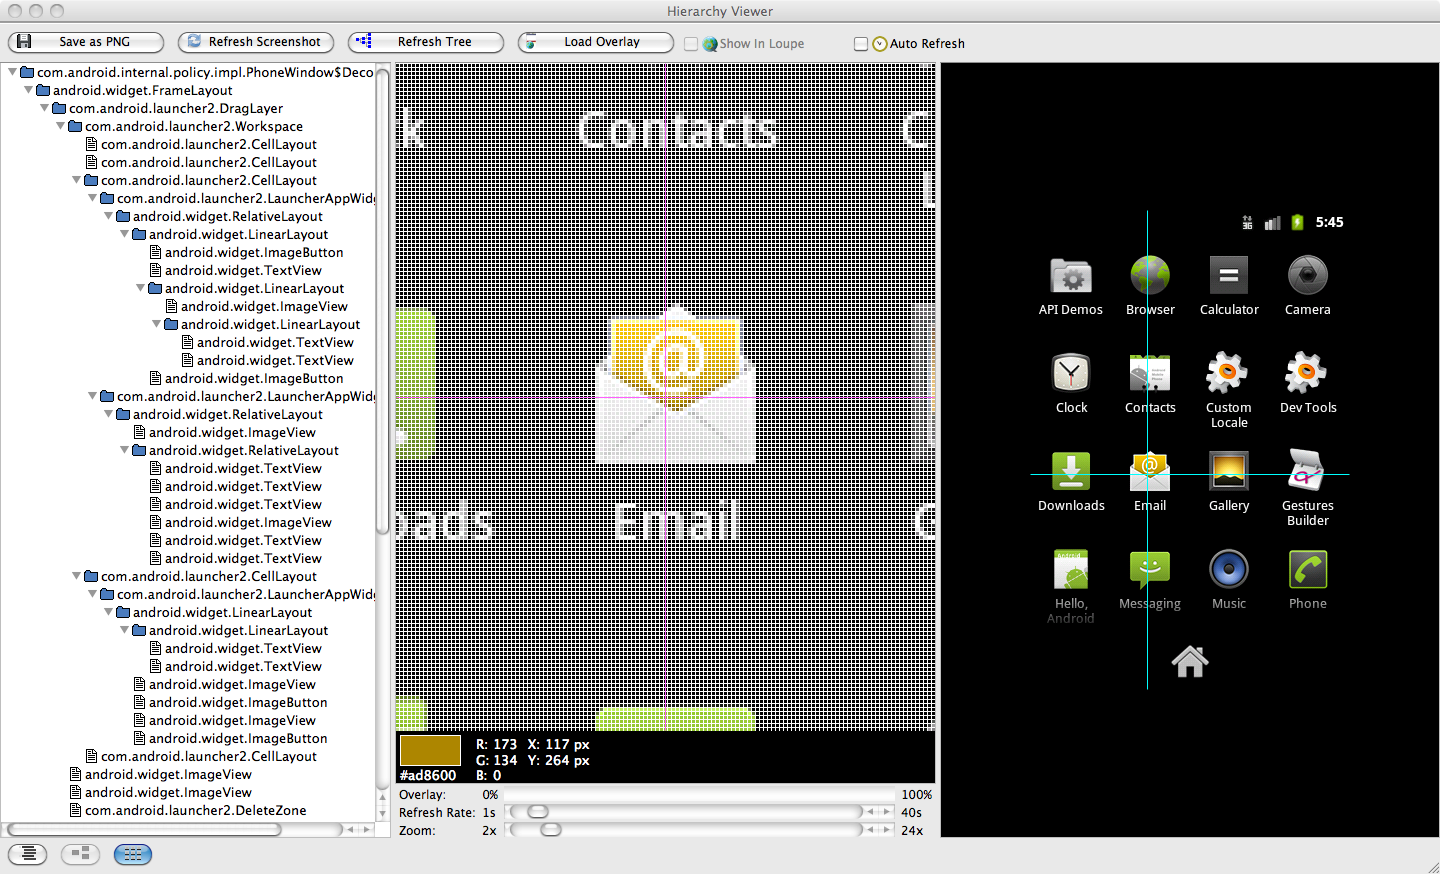 Hierarchy Viewer
Save as PNG
Refresh Screenshot
Refresh Tree
Load Overlay
Show In Loupe
Auto Refresh
com.android.internal.policy.impl.PhoneWindow$Deco
android.widget.FrameLayout
com.android.launcher2.DragLayer
com.android.launcher2.Workspace
com.android.launcher2.CellLayout
com.android.launcher2.CellLayout
com.android.launcher2.CellLayout
com.android.launcher2.LauncherAppWidg
android.widget.RelativeLayout
android.widget.LinearLayout
android.widget.ImageButton
android.widget.TextView
android.widget.LinearLayout
android.widget.ImageView
android.widget.LinearLayout
android.widget.TextView
android.widget.TextView
android.widget.ImageButton
com.android.launcher2.LauncherAppWidg
android.widget.RelativeLayout
android.widget.ImageView
android.widget.RelativeLayout
android.widget.TextView
android.widget.TextView
android.widget.TextView
android.widget.ImageView
android.widget.TextView
android.widget.TextView
com.android.launcher2.CellLayout
com.android.launcher2.LauncherAppWidg
android.widget.LinearLayout
android.widget.LinearLayout
android.widget.TextView
android.widget.TextView
android.widget.ImageView
android.widget.ImageButton
android.widget.ImageView
android.widget.ImageButton
com.android.launcher2.CellLayout
android.widget.ImageView
android.widget.ImageView
com.android.launcher2.DeleteZone
k Contacts C
L
@
oads Email G
R: 173 X: 117 px
G: 134 Y: 264 px
#ad8600 B: 0
Overlay: 0% 100%
Refresh Rate: 1s 40s
Zoom: 2x 24x
3G 5:45
API Demos Browser Calculator Camera
Clock Contacts Custom Locale Dev Tools
@
Downloads Email Gallery Gestures Builder
Android
Hello, Android Messaging Music Phone